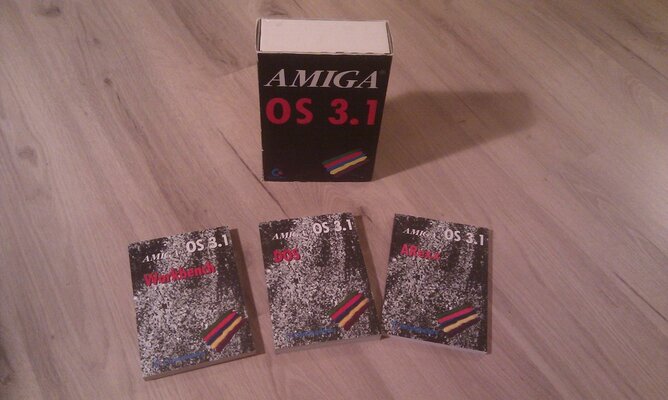 AMIGA®
OS 3.1
AMIGA OS 3.1
Workbench
AMIGA OS 3.1
DOS
AMIGA OS 3.1
ARexx